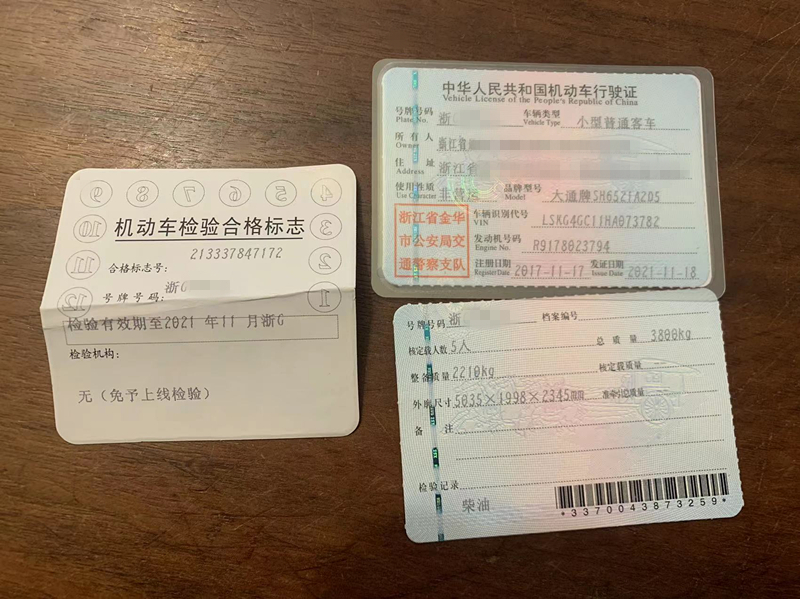 9 8 7 6 5 4
机动车检验合格标志
3
10
213337847172
合格标志号：
2
11
号牌号码：浙
1
12
检验有效期至2021 年11 月浙G
检验机构：
无（免予上线检验）
中华人民共和国机动车行驶证
Vehicle License of the People's Republic of China
号牌号码 浙 车辆类型 小型普通客车
Plate No. Vehicle Type
所有人 浙江省
Owner
住址 浙江省
Address
使用性质 非营运 品牌型号 大通牌SH6521A2D5
Use Character Model
浙江省金华
市公安局交
通警察支队
车辆识别代号 LSKG4GC11HA073782
VIN
发动机号码 R9178023794
Engine No.
注册日期 2017-11-17 发证日期 2021-11-18
Register Date Issue Date
号牌号码 浙 档案编号
核定载人数 5人 总质量 3800kg
整备质量 2210kg 核定载质量
外廓尺寸 5035×1998×2345mm 准牵引总质量
备注
检验记录
柴油
*3370043873259*